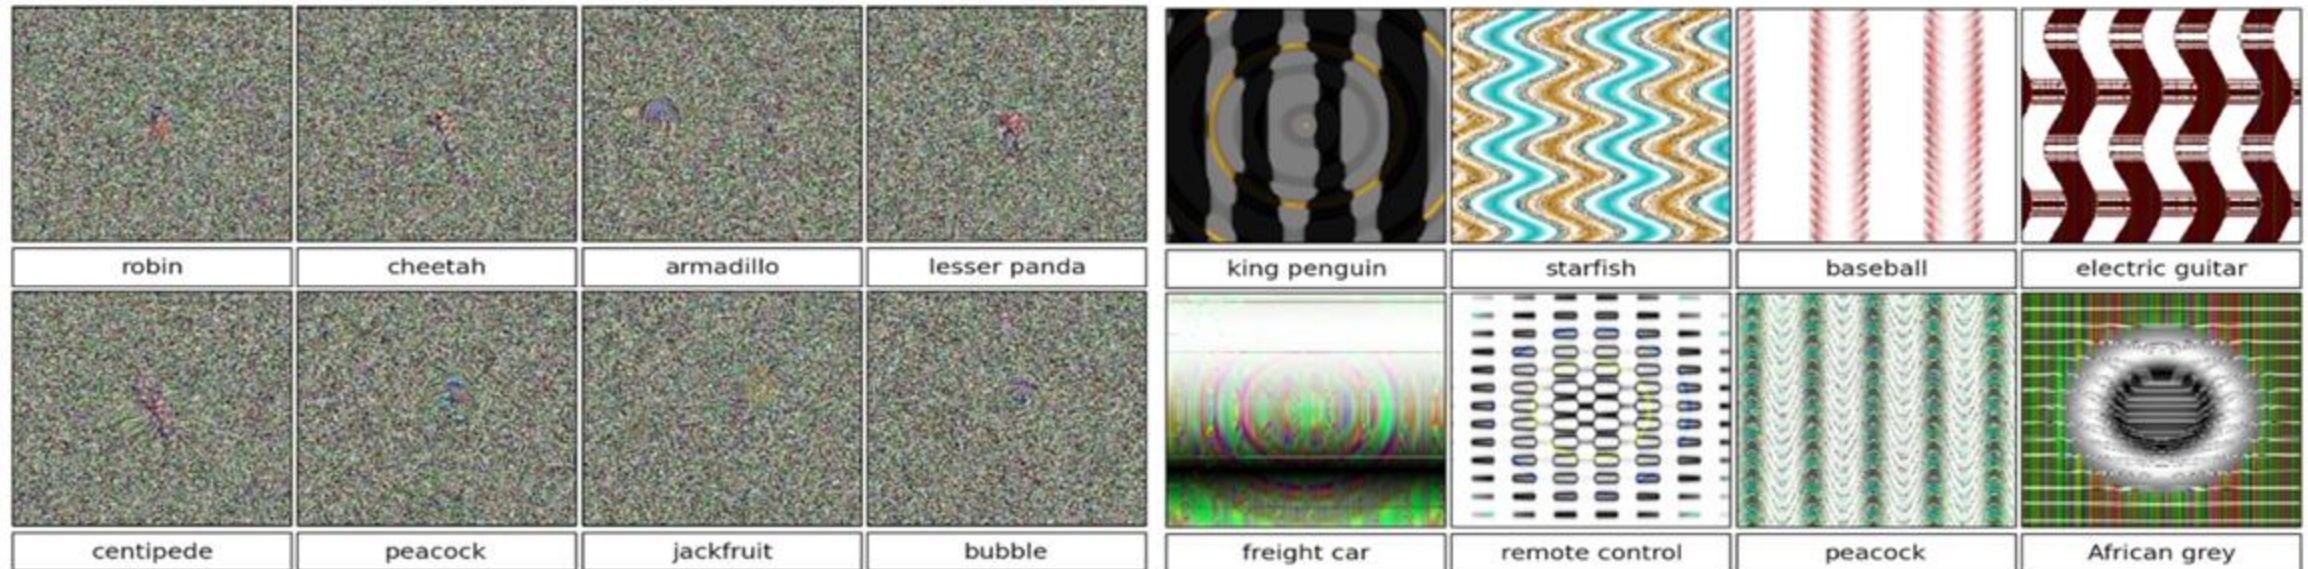 robin cheetah armadillo lesser panda king penguin starfish baseball electric guitar
centipede peacock jackfruit bubble freight car remote control peacock African grey